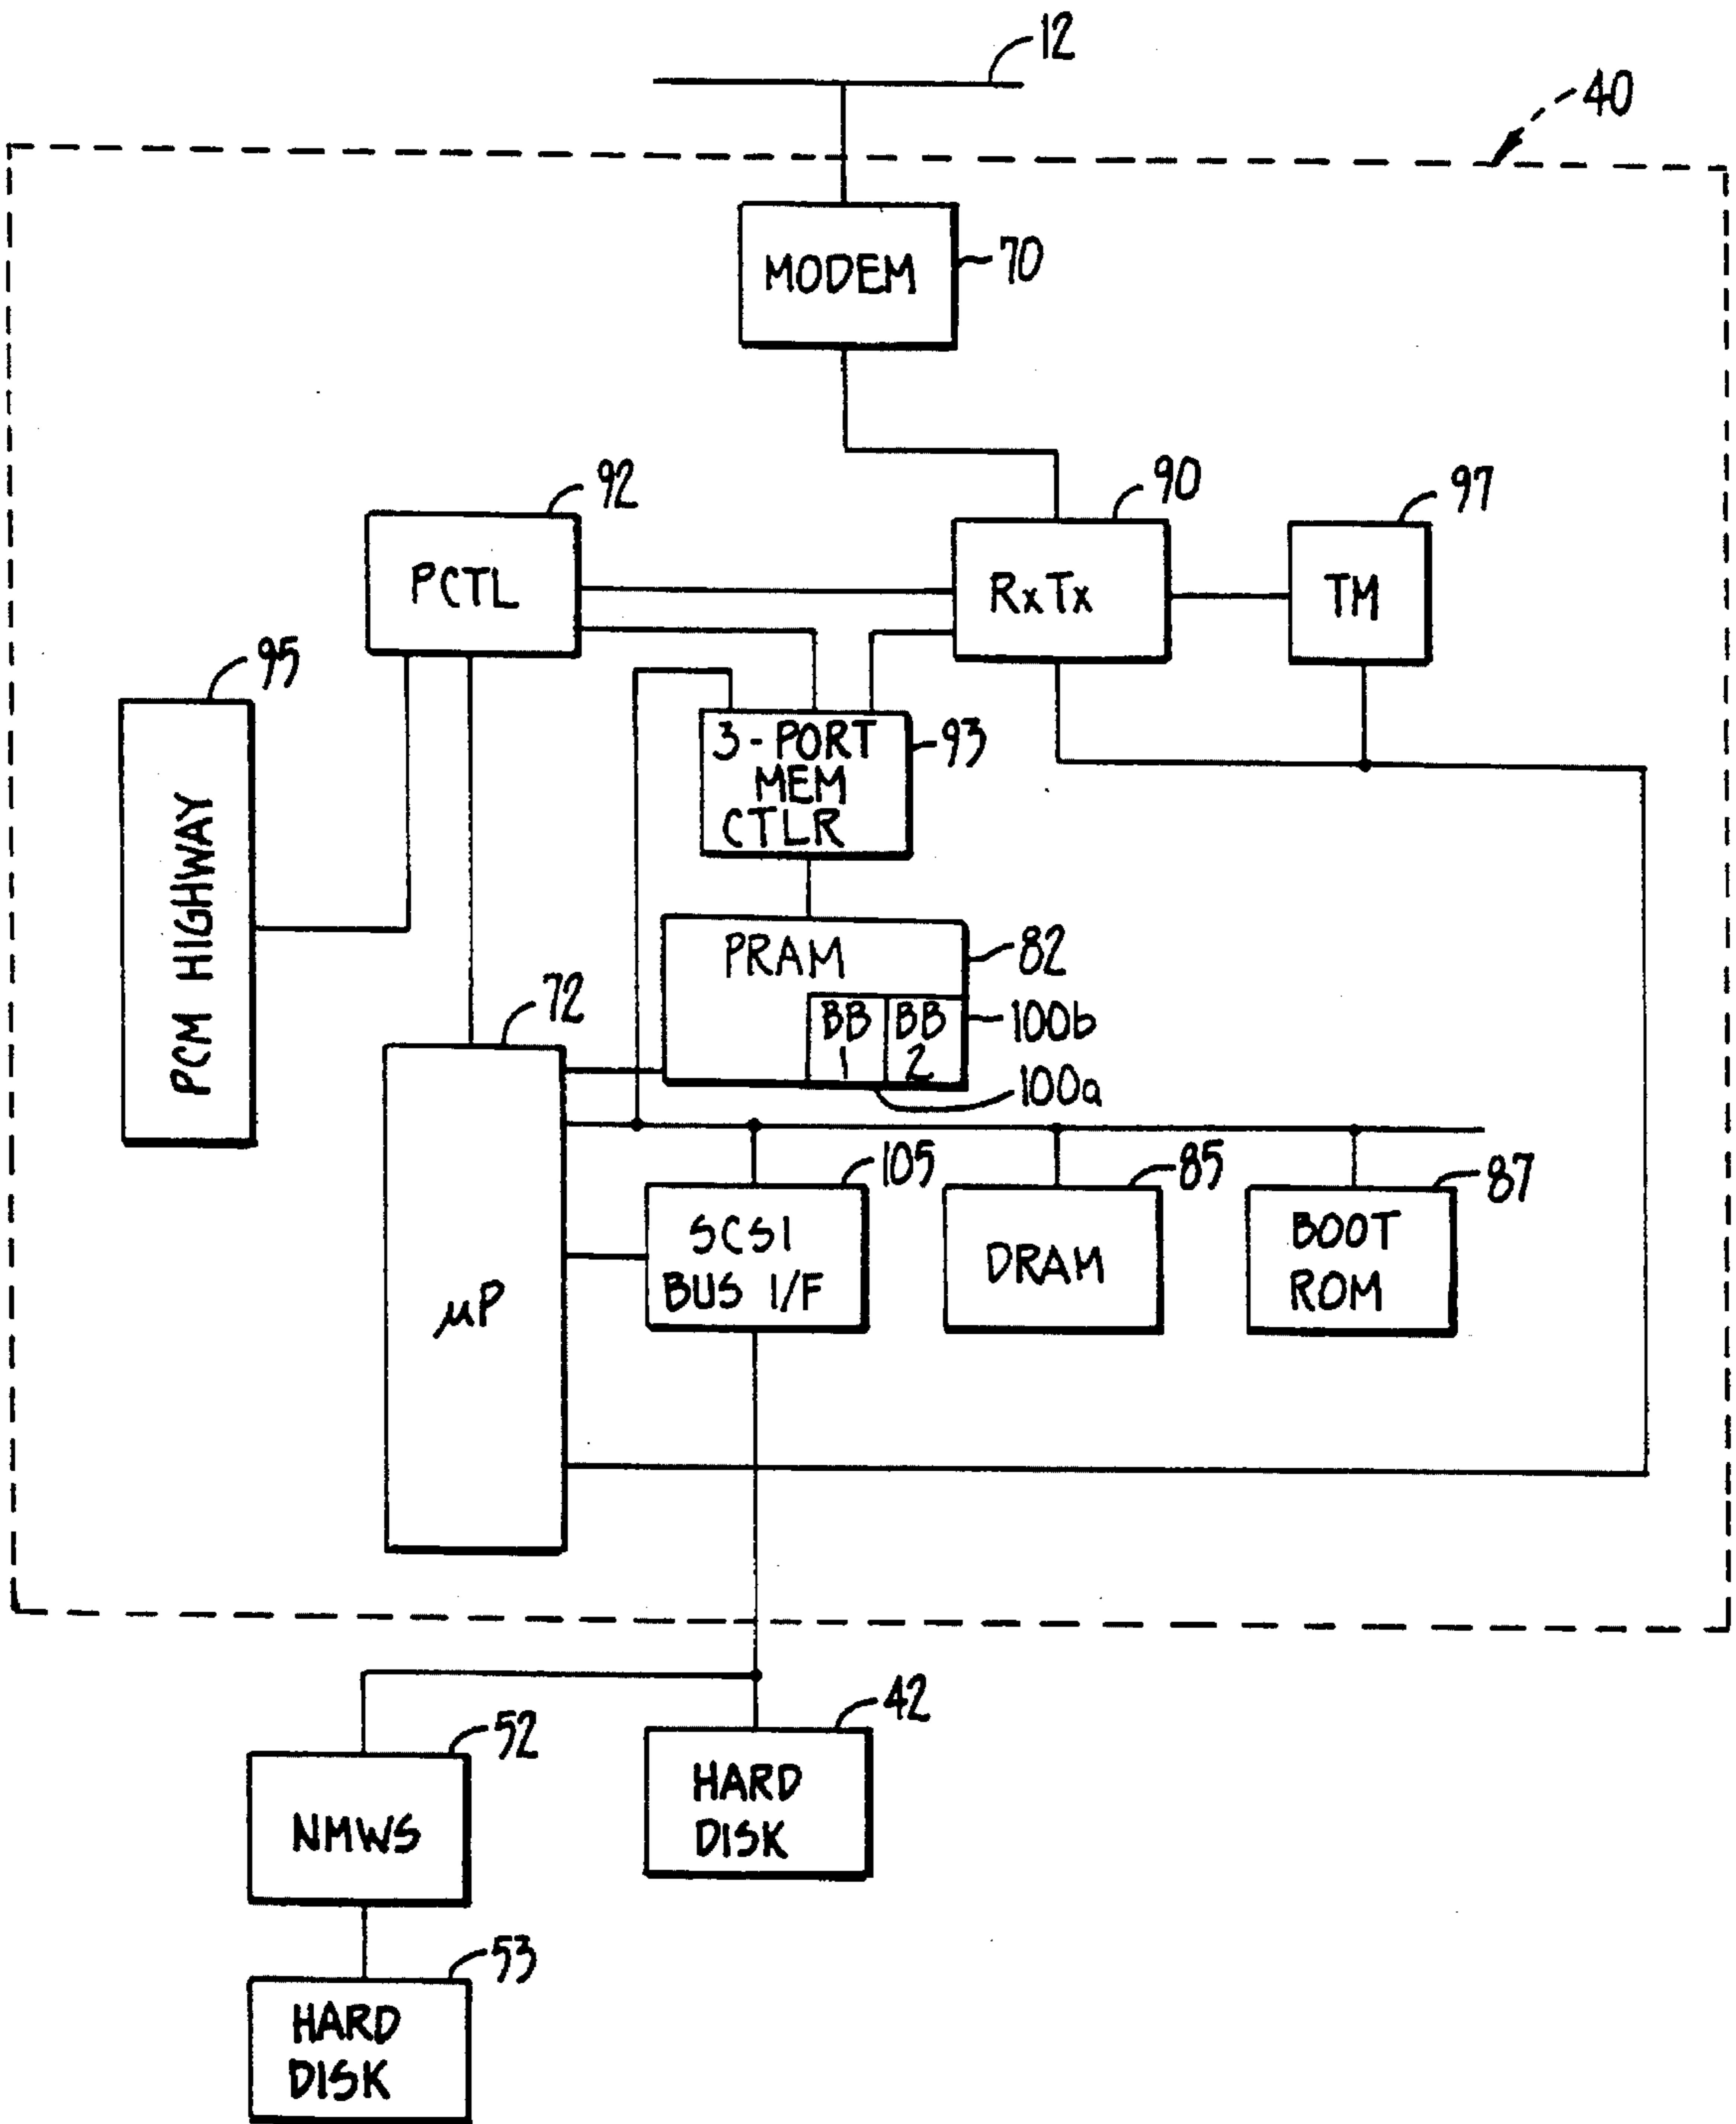 12
40
MODEM
70
92
90
97
PCTL
RxTx
TM
95
3-PORT
MEM
CTLR
93
PCM HIGHWAY
PRAM
82
72
BB
1
BB
2
100b
100a
105
85
87
µP
SCSI
BUS I/F
DRAM
BOOT
ROM
52
42
NMWS
HARD
DISK
53
HARD
DISK